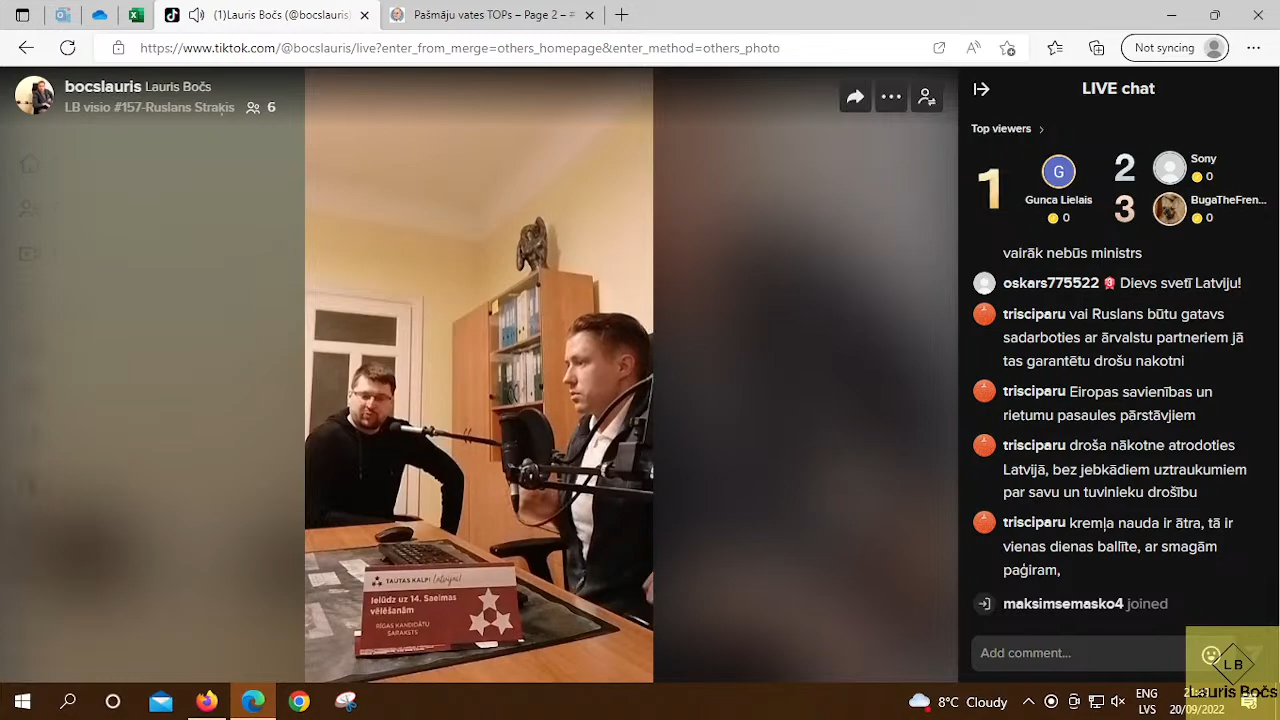 (1)Lauris Bočs (@bocslauris)
Pašmāju vates TOPs – Page 2 –
https://www.tiktok.com/@bocslauris/live?enter_from_merge=others_homepage&enter_method=others_photo
Not syncing
bocslauris Lauris Bočs
LB visio #157-Ruslans Straķis 6
LIVE chat
Top viewers
1
G
Gunca Lielais
0
2
Sony
0
3
BugaTheFren...
0
vairāk nebūs ministrs
oskars775522 Dievs svetī Latviju!
trisciparu vai Ruslans būtu gatavs
sadarboties ar ārvalstu partneriem jā
tas garantētu drošu nakotni
trisciparu Eiropas savienības un
rietumu pasaules pārstāvjiem
trisciparu droša nākotne atrodoties
Latvijā, bez jebkādiem uztraukumiem
par savu un tuvinieku drošību
trisciparu kremļa nauda ir ātra, tā ir
vienas dienas ballīte, ar smagām
paģiram,
maksimsemasko4 joined
Add comment...
TAUTAS KALPI Latvijai!
Ielūdz uz 14. Saeimas
vēlēšanām
RĪGAS KANDIDĀTU
SARAKSTS
LB
Lauris Bočs
8°C Cloudy
ENG
LVS
20/09/2022